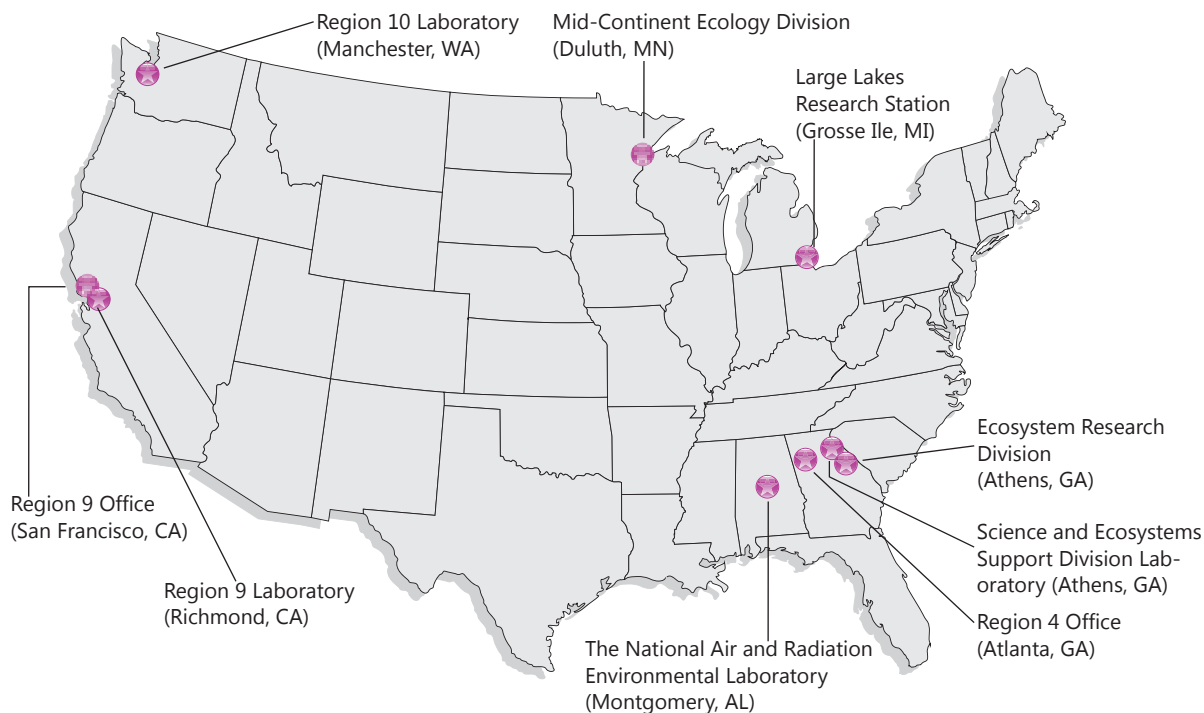 Region 10 Laboratory
(Manchester, WA)
Mid-Continent Ecology Division
(Duluth, MN)
Large Lakes
Research Station
(Grosse Ile, MI)
Ecosystem Research
Division
(Athens, GA)
Region 9 Office
(San Francisco, CA)
Science and Ecosystems
Support Division Lab-
oratory (Athens, GA)
Region 9 Laboratory
(Richmond, CA)
Region 4 Office
(Atlanta, GA)
The National Air and Radiation
Environmental Laboratory
(Montgomery, AL)